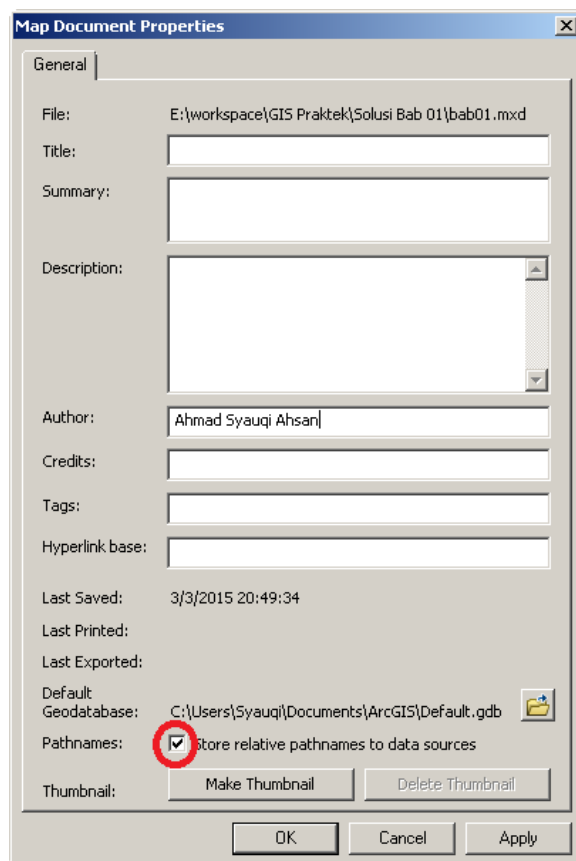 Map Document Properties
General
File: E:\workspace\GIS Praktek\Solusi Bab 01\bab01.mxd
Title:
Summary:
Description:
Author: Ahmad Syauqi Ahsan
Credits:
Tags:
Hyperlink base:
Last Saved: 3/3/2015 20:49:34
Last Printed:
Last Exported:
Default
Geodatabase: C:\Users\Syauqi\Documents\ArcGIS\Default.gdb
Pathnames: Store relative pathnames to data sources
Thumbnail: Make Thumbnail Delete Thumbnail
OK Cancel Apply